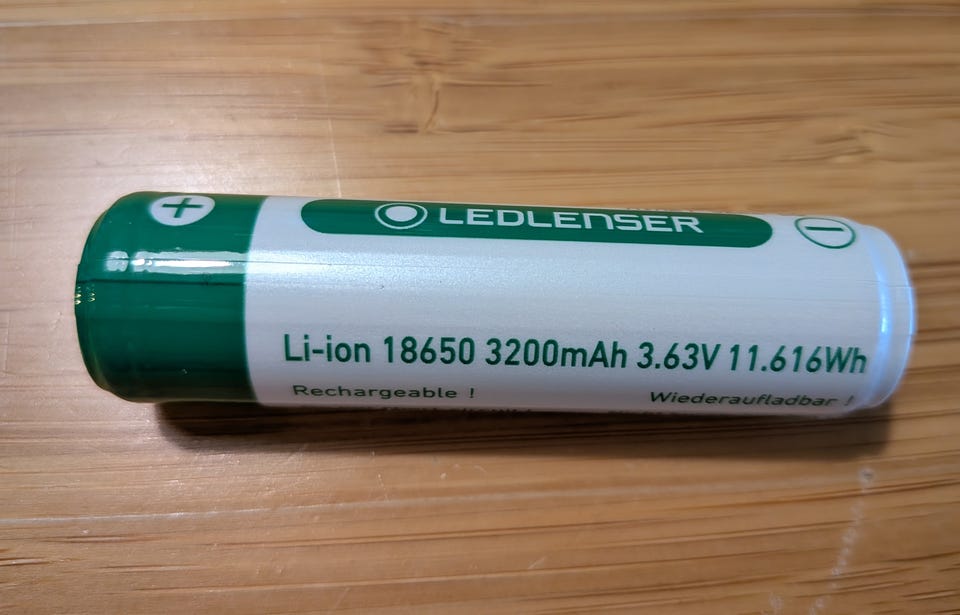 +
LEDLENSER
−
Li-ion 18650 3200mAh 3.63V 11.616Wh
Rechargeable !
Wiederaufladbar !